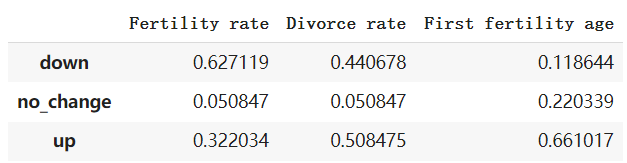 Fertility rate Divorce rate First fertility age
down 0.627119 0.440678 0.118644
no_change 0.050847 0.050847 0.220339
up 0.322034 0.508475 0.661017